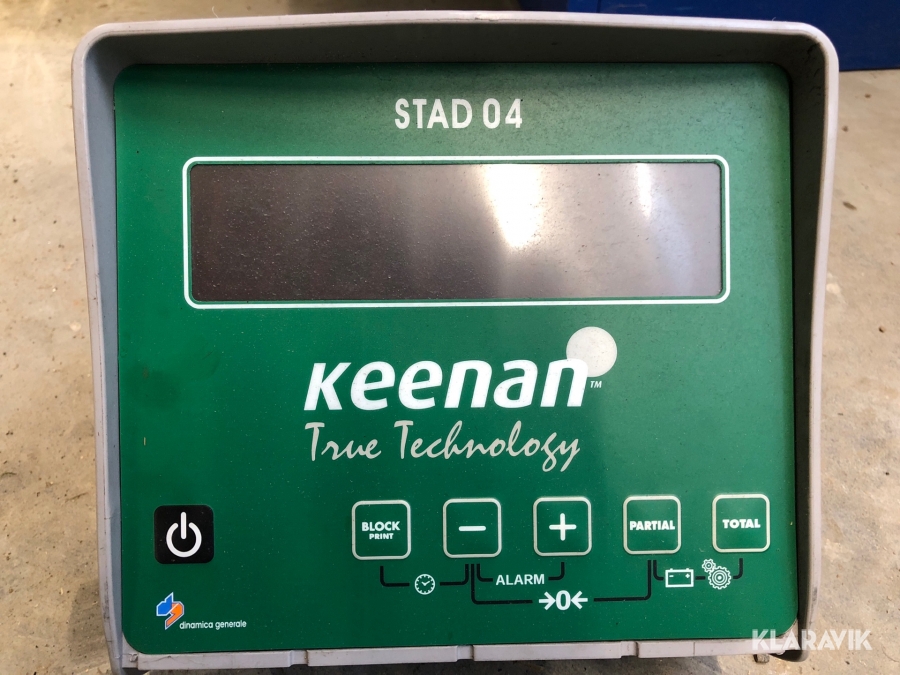 STAD 04
Keenan™
True Technology
BLOCK
PRINT
−
+
PARTIAL
TOTAL
ALARM
→0←
dinamica generale
KLARAVIK